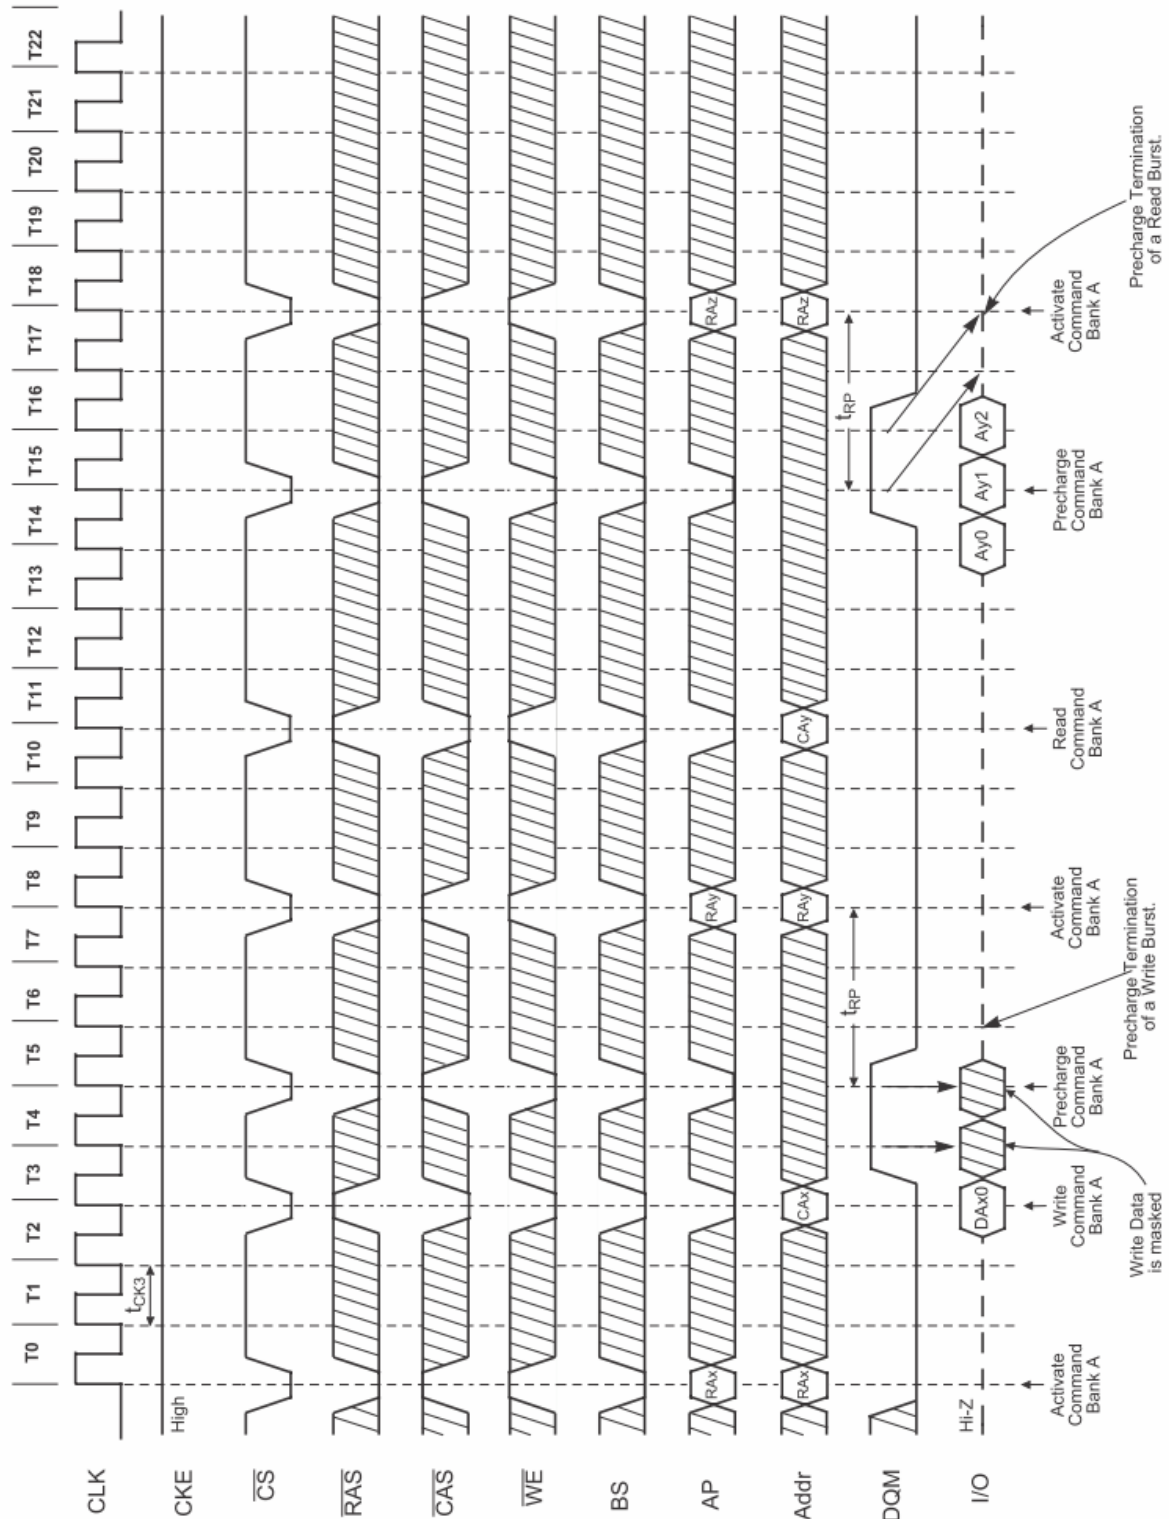 T0 T1 T2 T3 T4 T5 T6 T7 T8 T9 T10 T11 T12 T13 T14 T15 T16 T17 T18 T19 T20 T21 T22
CLK
tCK3
CKE
High
CS
RAS
CAS
WE
BS
AP
RAx RAy RAz
Addr
RAx CAx RAy CAy RAz
tRP tRP
DQM
I/O
Hi-Z
DAx0 Ay0 Ay1 Ay2
Activate
Command
Bank A
Write
Command
Bank A
Precharge
Command
Bank A
Activate
Command
Bank A
Read
Command
Bank A
Precharge
Command
Bank A
Activate
Command
Bank A
Write Data
is masked
Precharge Termination
of a Write Burst.
Precharge Termination
of a Read Burst.